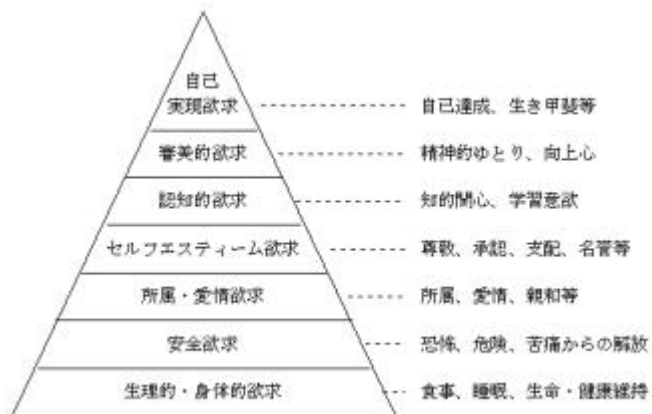 自己
実現欲求
自己達成、生き甲斐等
審美的欲求
精神的ゆとり、向上心
認知的欲求
知的関心、学習意欲
セルフエスティーム欲求
尊敬、承認、支配、名誉等
所属・愛情欲求
所属、愛情、親和等
安全欲求
恐怖、危険、苦痛からの解放
生理的・身体的欲求
食事、睡眠、生命・健康維持